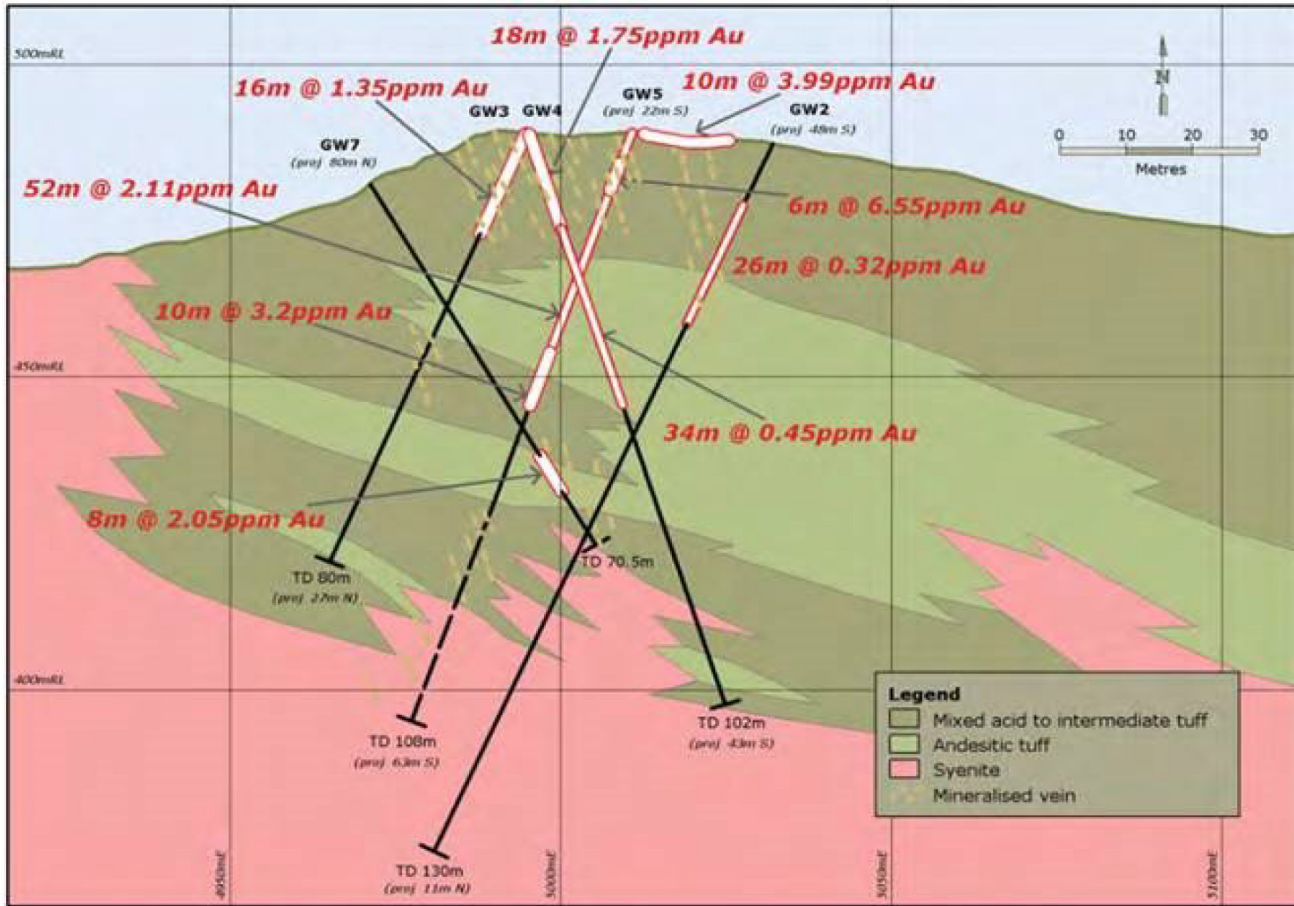 500mRL
18m @ 1.75ppm Au
16m @ 1.35ppm Au
10m @ 3.99ppm Au
N
GW3 GW4
GW5
(proj 22m S)
GW2
(proj 48m S)
0 10 20 30
Metres
GW7
(proj 80m N)
52m @ 2.11ppm Au
6m @ 6.55ppm Au
26m @ 0.32ppm Au
10m @ 3.2ppm Au
450mRL
34m @ 0.45ppm Au
8m @ 2.05ppm Au
TD 80m
(proj 27m N)
TD 70.5m
400mRL
TD 108m
(proj 63m S)
TD 102m
(proj 43m S)
Legend
Mixed acid to intermediate tuff
Andesitic tuff
Syenite
Mineralised vein
TD 130m
(proj 11m N)
4950mE
5000mE
5050mE
5100mE